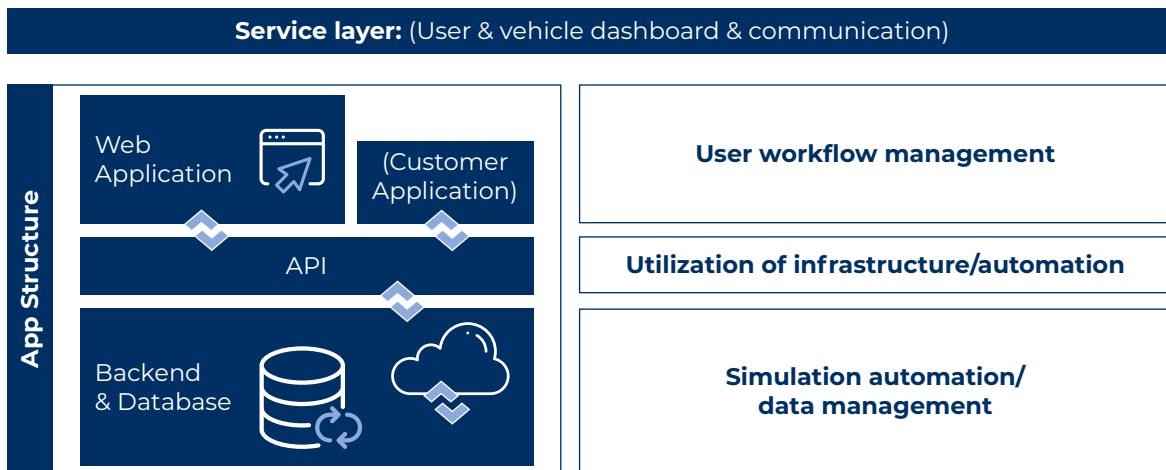 Service layer: (User & vehicle dashboard & communication)
App Structure
Web
Application
(Customer
Application)
API
Backend
& Database
User workflow management
Utilization of infrastructure/automation
Simulation automation/
data management